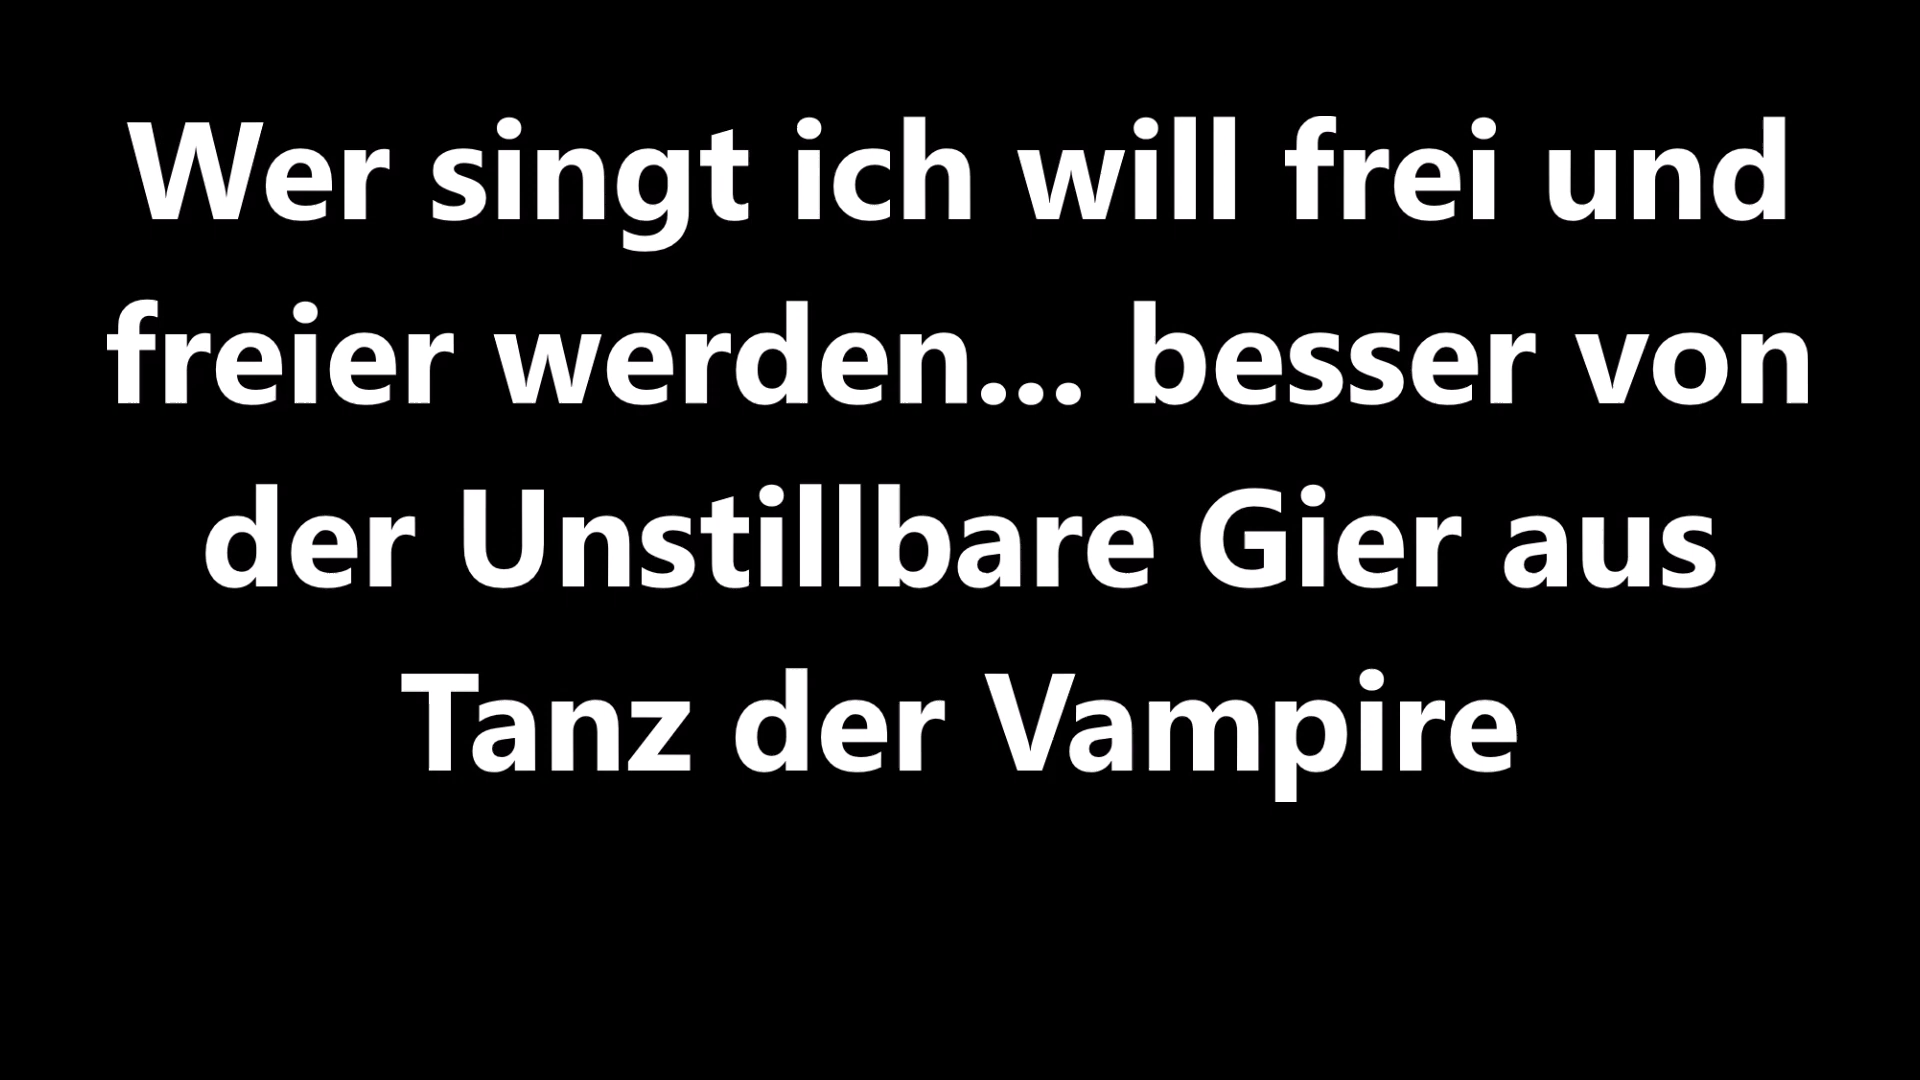 Wer singt ich will frei und
freier werden... besser von
der Unstillbare Gier aus
Tanz der Vampire